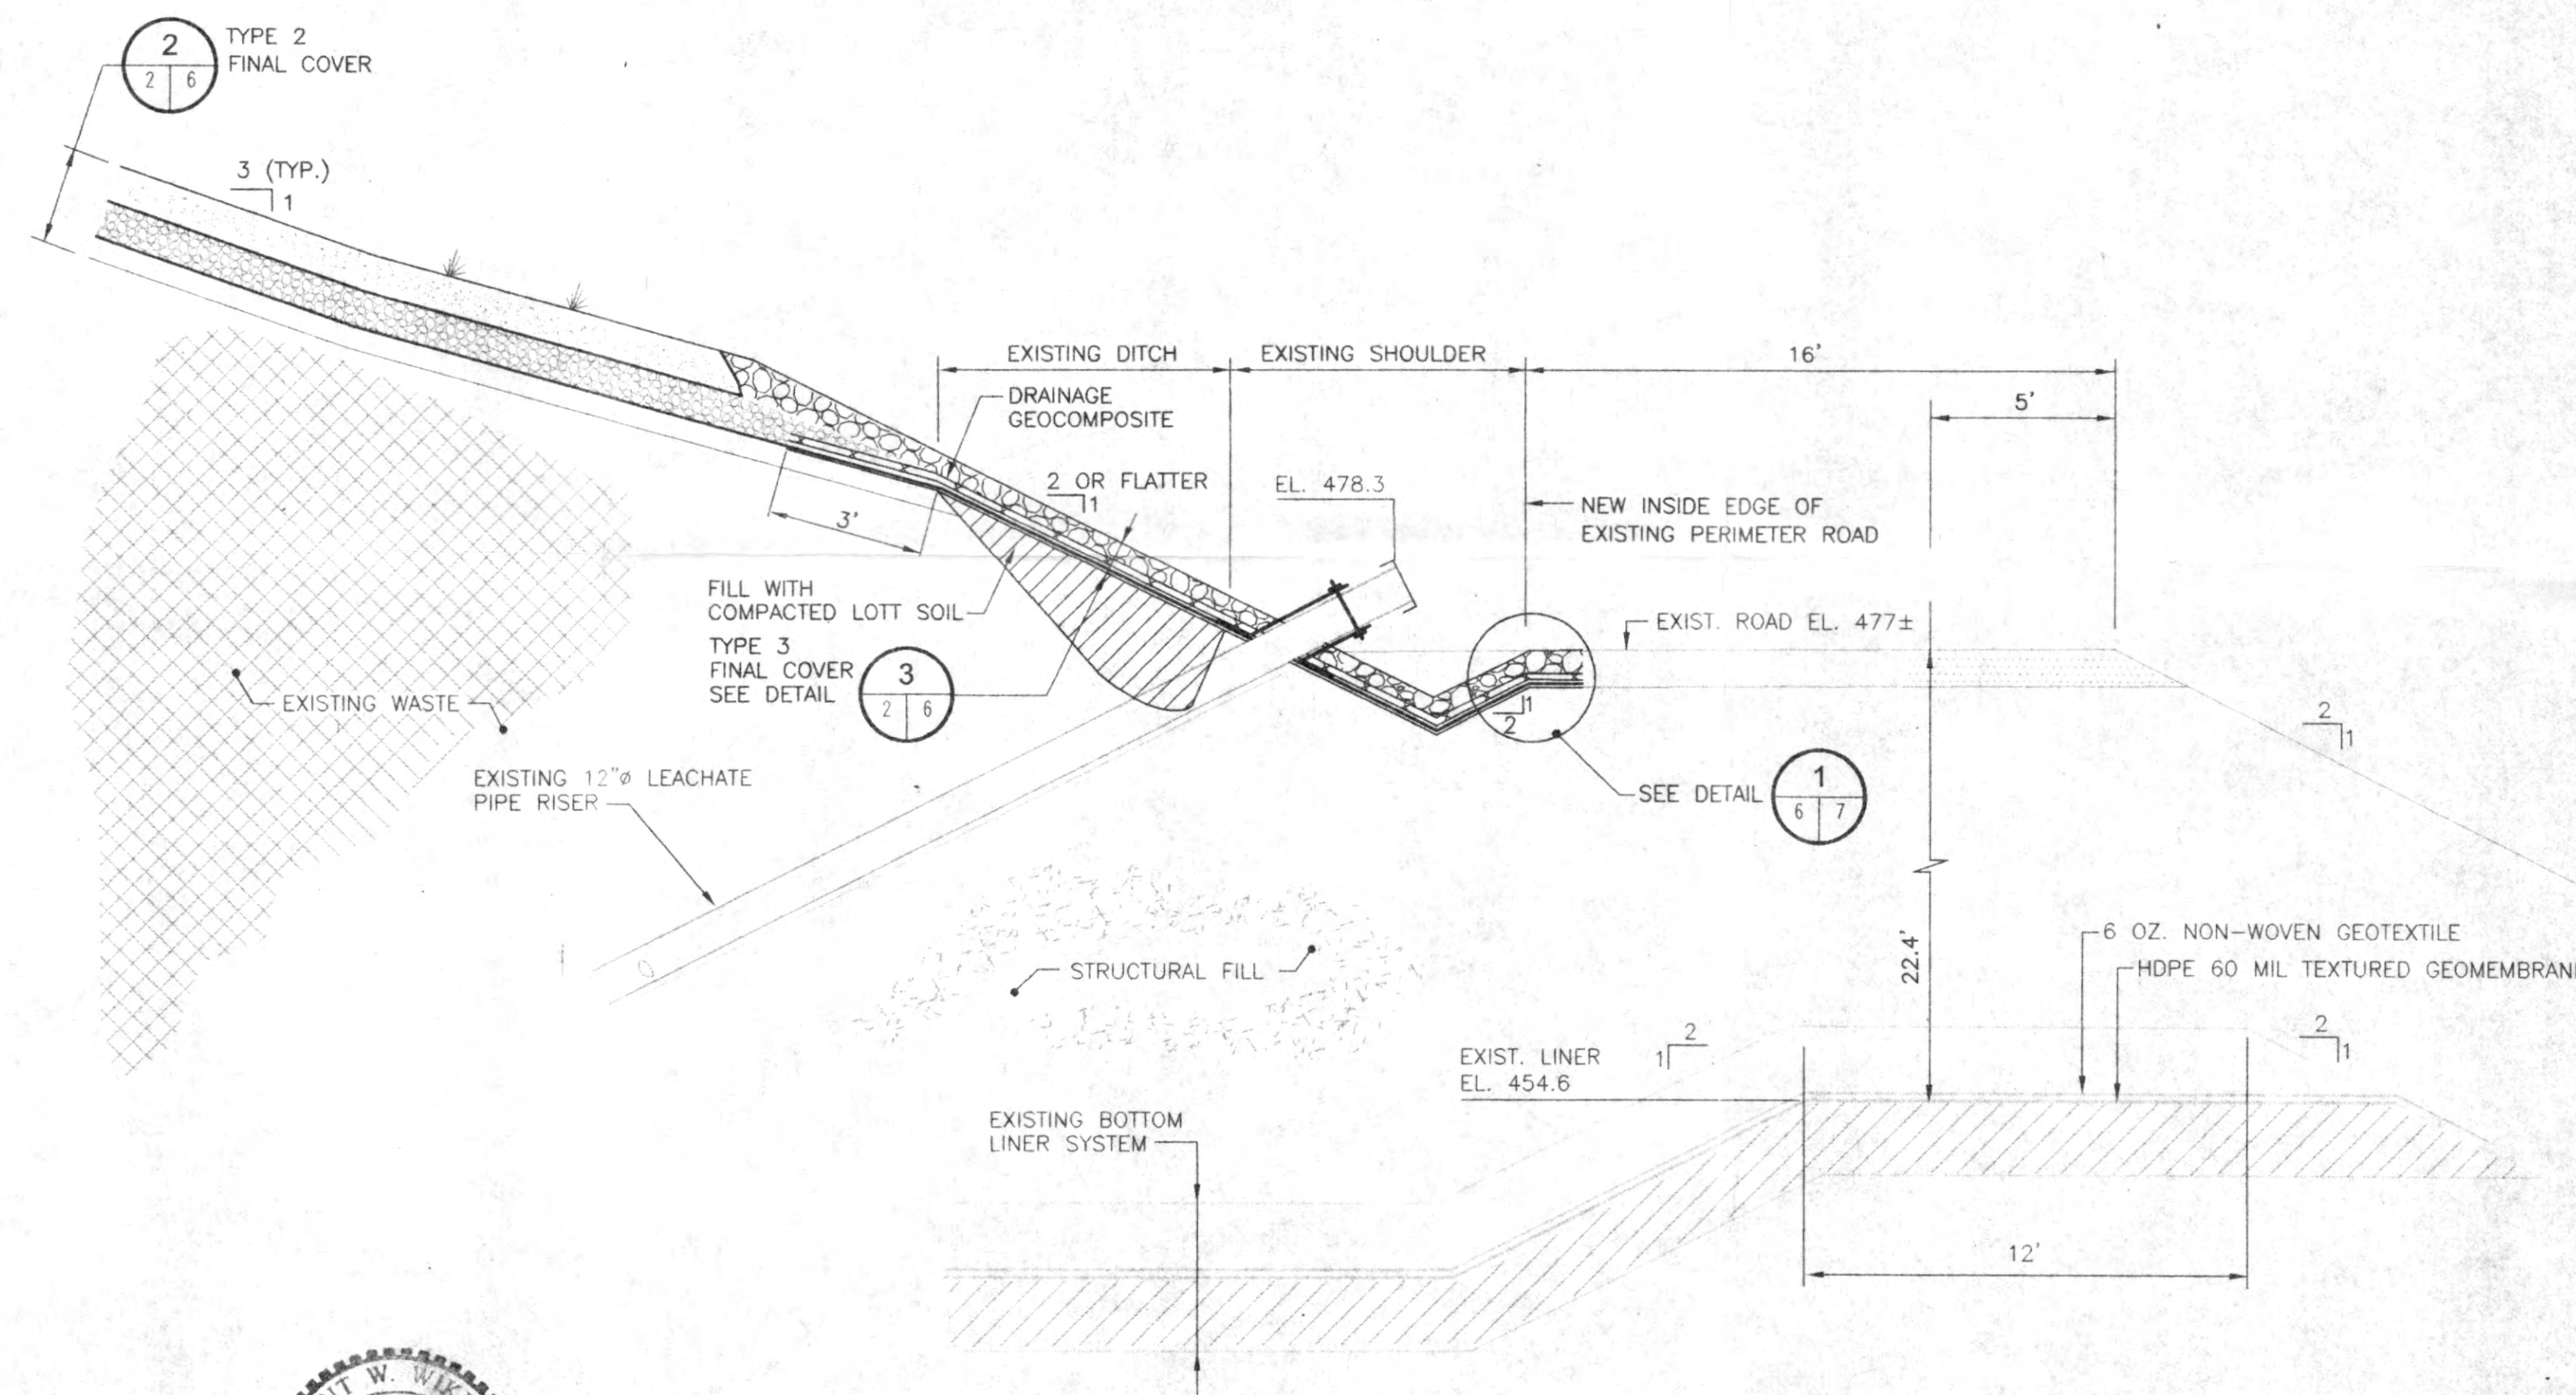 2
2 6
TYPE 2
FINAL COVER
3 (TYP.)
1
EXISTING DITCH
EXISTING SHOULDER
16'
5'
DRAINAGE
GEOCOMPOSITE
2 OR FLATTER
1
EL. 478.3
3'
NEW INSIDE EDGE OF
EXISTING PERIMETER ROAD
FILL WITH
COMPACTED LOTT SOIL
TYPE 3
FINAL COVER
SEE DETAIL
3
2 6
EXIST. ROAD EL. 477±
EXISTING WASTE
1
2
2
1
EXISTING 12"ø LEACHATE
PIPE RISER
SEE DETAIL
1
6 7
22.4'
6 OZ. NON-WOVEN GEOTEXTILE
HDPE 60 MIL TEXTURED GEOMEMBRAN
STRUCTURAL FILL
EXIST. LINER
EL. 454.6
2
1
2
1
EXISTING BOTTOM
LINER SYSTEM
12'
W. WIK